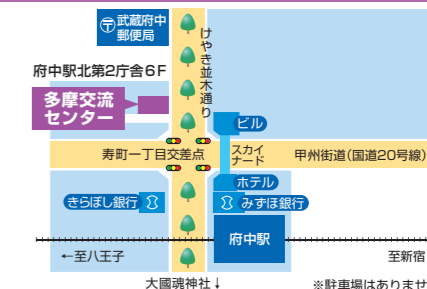 〒武蔵府中
郵便局
けやき並木通り
府中駅北第2庁舎6F
多摩交流
センター
ビル
寿町一丁目交差点
スカイ
ナード
甲州街道(国道20号線)
ホテル
きらぼし銀行
みずほ銀行
府中駅
←至八王子
至新宿
大國魂神社↓
※駐車場はありませ